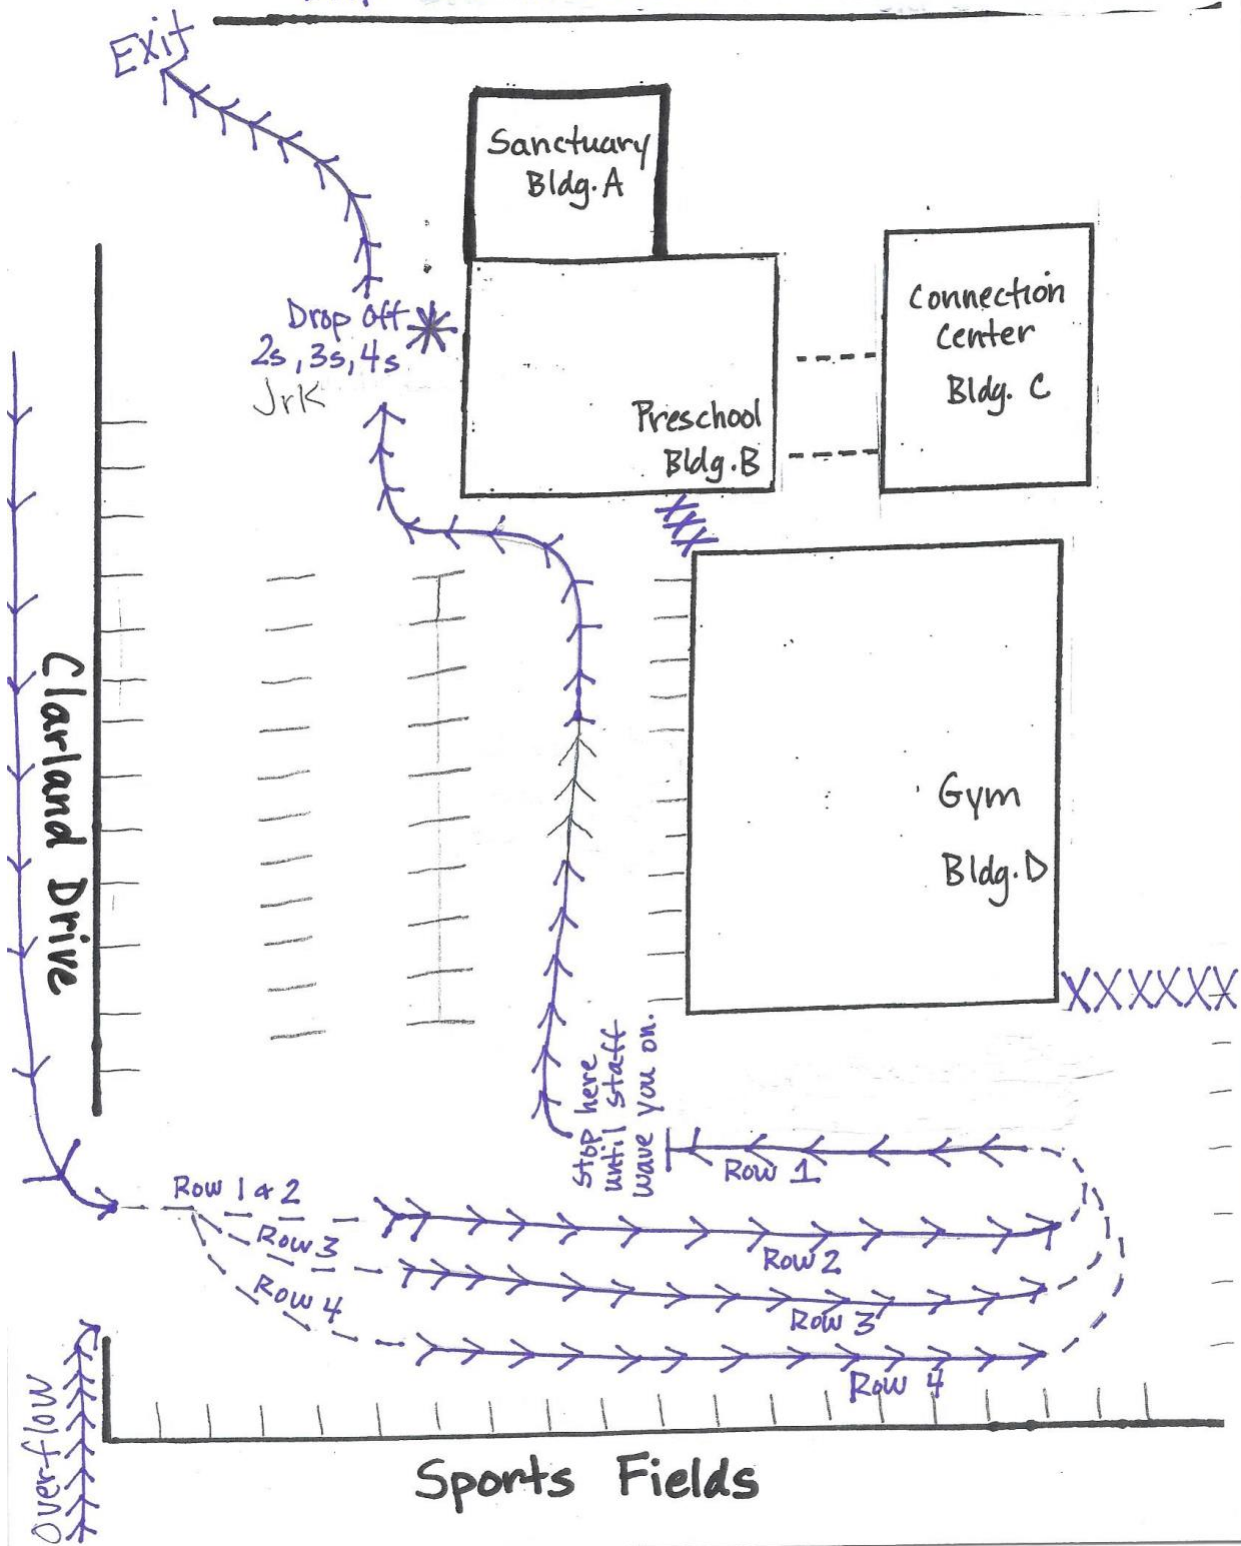 Exit
Sanctuary
Bldg. A
Connection
Center
Bldg. C
Drop off
2s, 3s, 4s
JrK
Preschool
Bldg. B
Clarland Drive
Gym
Bldg. D
Stop here
until staff
wave you on.
Row 1
Row 1 & 2
Row 3
Row 4
Row 2
Row 3
Row 4
Overflow
Sports Fields